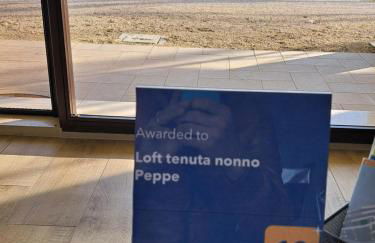 Awarded to
Loft tenuta nonno
Peppe